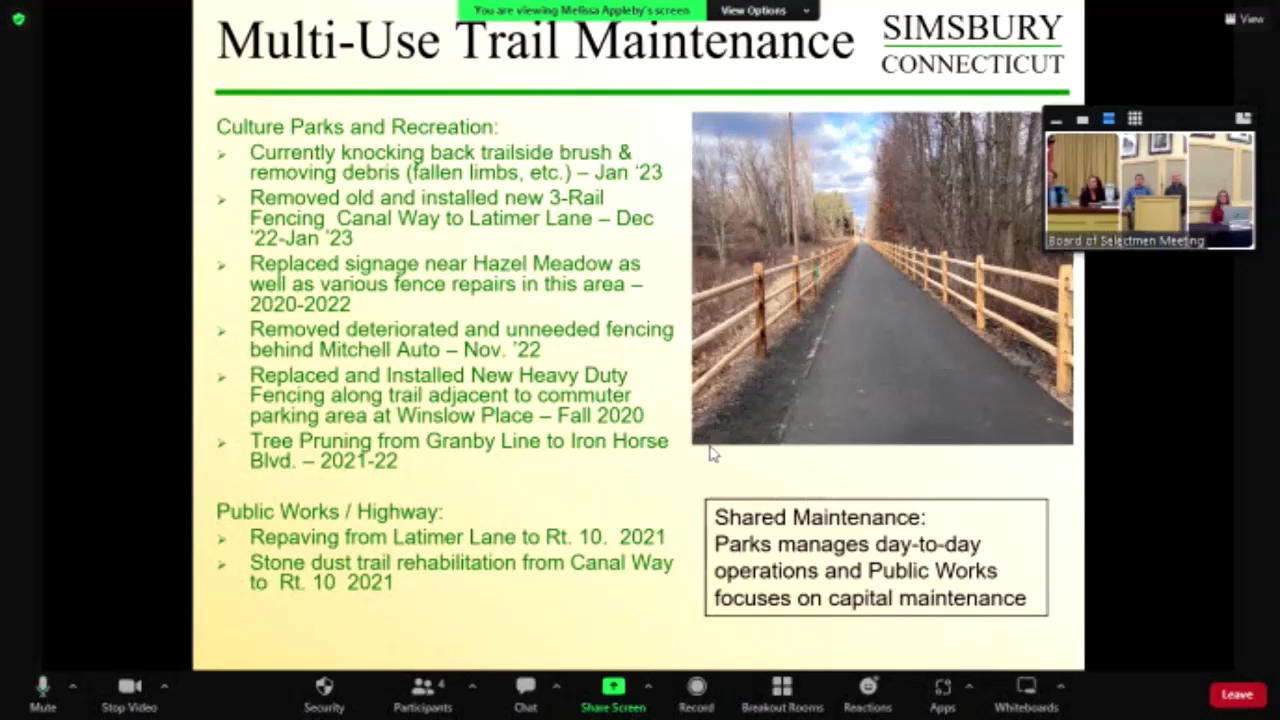 You are viewing Melissa Appleby's screen
View Options
View
Multi-Use Trail Maintenance
SIMSBURY
CONNECTICUT
Culture Parks and Recreation:
Currently knocking back trailside brush &
removing debris (fallen limbs, etc.) – Jan '23
Removed old and installed new 3-Rail
Fencing Canal Way to Latimer Lane – Dec
'22-Jan '23
Replaced signage near Hazel Meadow as
well as various fence repairs in this area –
2020-2022
Removed deteriorated and unneeded fencing
behind Mitchell Auto – Nov. '22
Replaced and Installed New Heavy Duty
Fencing along trail adjacent to commuter
parking area at Winslow Place – Fall 2020
Tree Pruning from Granby Line to Iron Horse
Blvd. – 2021-22
Public Works / Highway:
Repaving from Latimer Lane to Rt. 10. 2021
Stone dust trail rehabilitation from Canal Way
to Rt. 10 2021
Board of Selectmen Meeting
Shared Maintenance:
Parks manages day-to-day
operations and Public Works
focuses on capital maintenance
Mute
Stop Video
Security
Participants
4
Chat
Share Screen
Record
Breakout Rooms
Reactions
Apps
Whiteboards
Leave